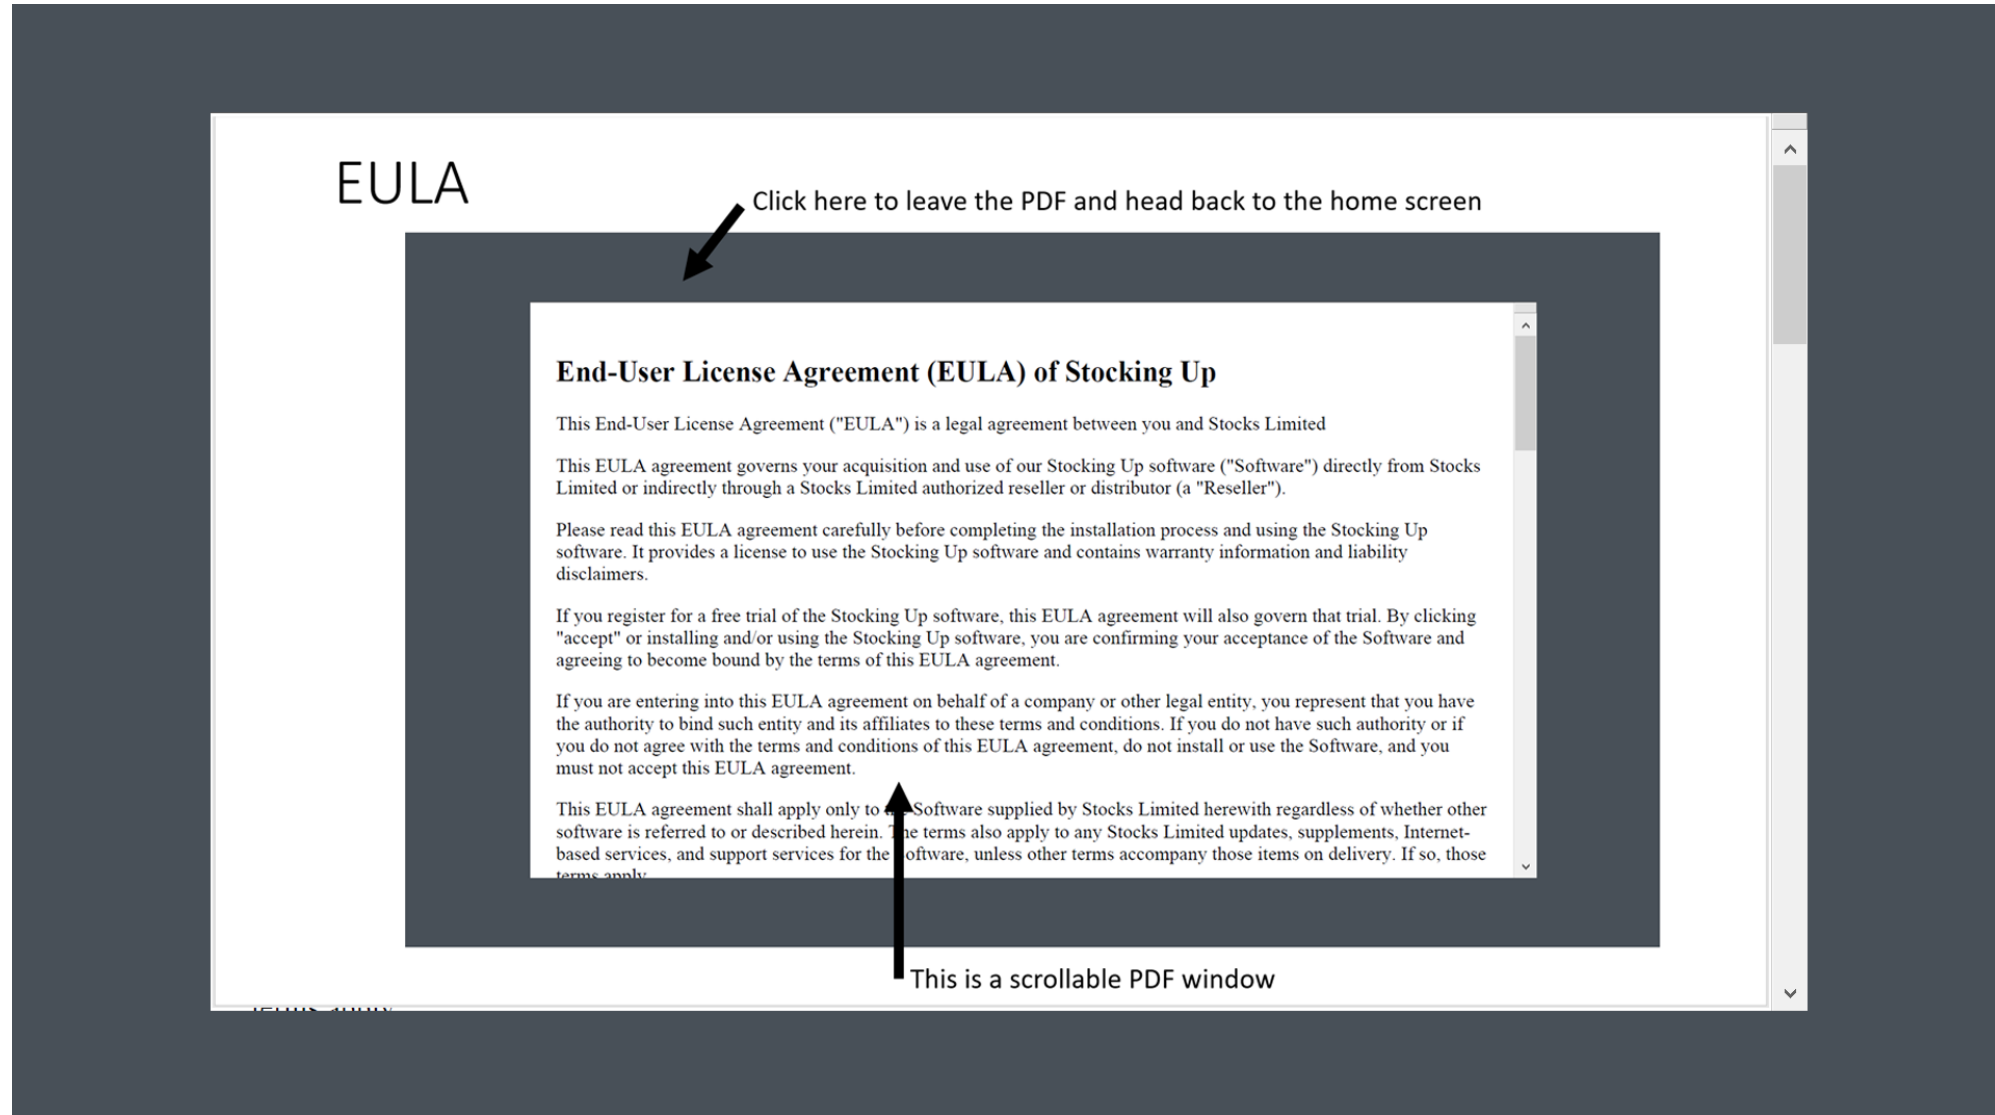 EULA
Click here to leave the PDF and head back to the home screen
End-User License Agreement (EULA) of Stocking Up
This End-User License Agreement ("EULA") is a legal agreement between you and Stocks Limited
This EULA agreement governs your acquisition and use of our Stocking Up software ("Software") directly from Stocks
Limited or indirectly through a Stocks Limited authorized reseller or distributor (a "Reseller").
Please read this EULA agreement carefully before completing the installation process and using the Stocking Up
software. It provides a license to use the Stocking Up software and contains warranty information and liability
disclaimers.
If you register for a free trial of the Stocking Up software, this EULA agreement will also govern that trial. By clicking
"accept" or installing and/or using the Stocking Up software, you are confirming your acceptance of the Software and
agreeing to become bound by the terms of this EULA agreement.
If you are entering into this EULA agreement on behalf of a company or other legal entity, you represent that you have
the authority to bind such entity and its affiliates to these terms and conditions. If you do not have such authority or if
you do not agree with the terms and conditions of this EULA agreement, do not install or use the Software, and you
must not accept this EULA agreement.
This EULA agreement shall apply only to the Software supplied by Stocks Limited herewith regardless of whether other
software is referred to or described herein. The terms also apply to any Stocks Limited updates, supplements, Internet-
based services, and support services for the Software, unless other terms accompany those items on delivery. If so, those
terms apply.
This is a scrollable PDF window
terms apply.